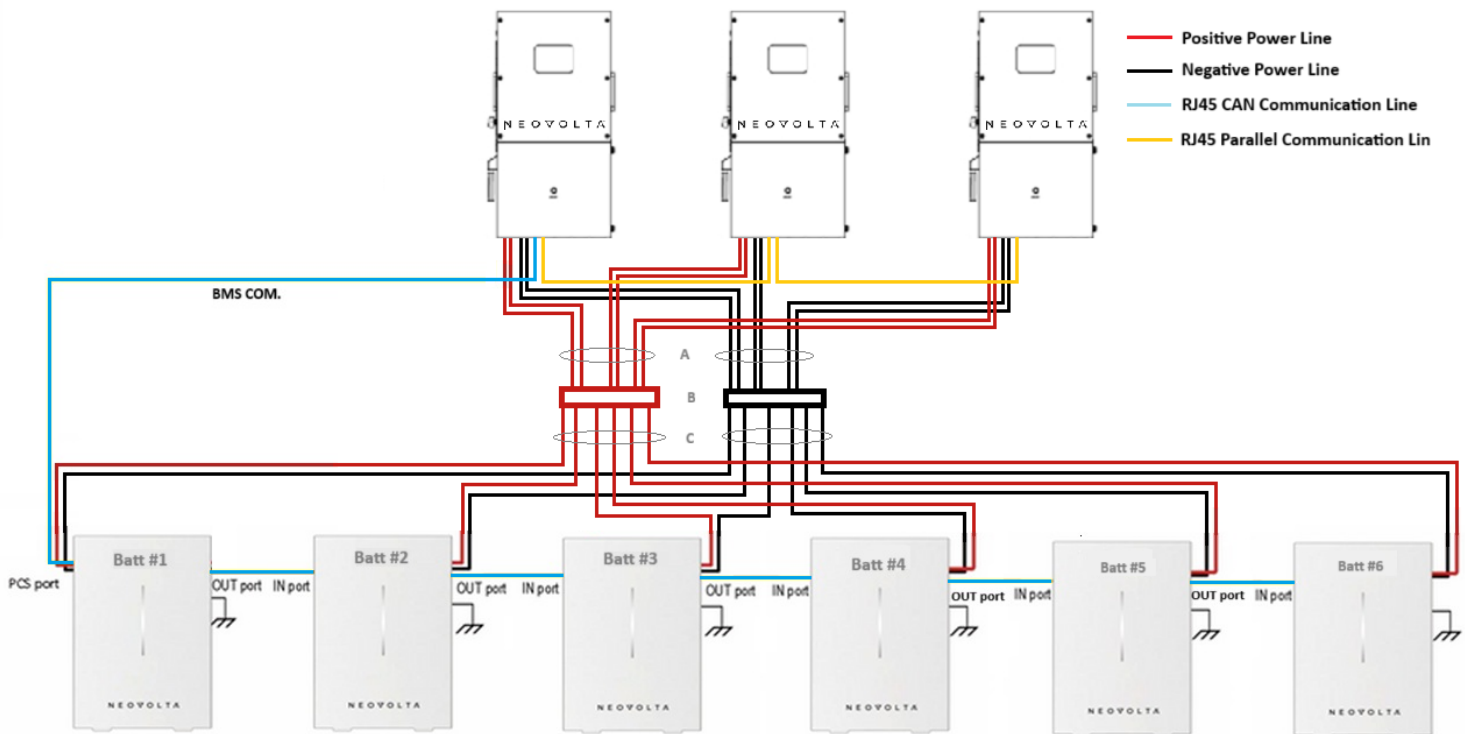 Positive Power Line
Negative Power Line
RJ45 CAN Communication Line
RJ45 Parallel Communication Lin
NEOVOLTA
NEOVOLTA
NEOVOLTA
BMS COM.
A
B
C
Batt #1
Batt #2
Batt #3
Batt #4
Batt #5
Batt #6
PCS port
OUT port
IN port
OUT port
IN port
OUT port
IN port
OUT port
IN port
OUT port
IN port
NEOVOLTA
NEOVOLTA
NEOVOLTA
NEOVOLTA
NEOVOLTA
NEOVOLTA